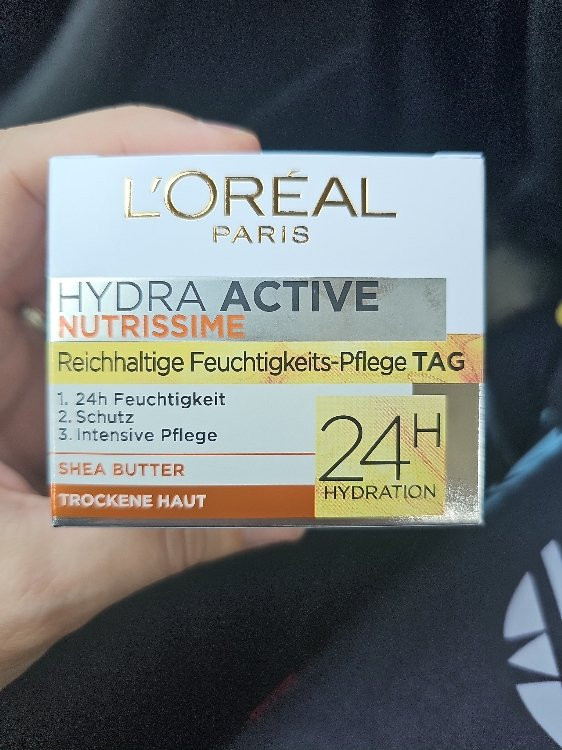 L'ORÉAL
PARIS
HYDRA ACTIVE
NUTRISSIME
Reichhaltige Feuchtigkeits-Pflege TAG
1. 24h Feuchtigkeit
2. Schutz
3. Intensive Pflege
24H
HYDRATION
SHEA BUTTER
TROCKENE HAUT